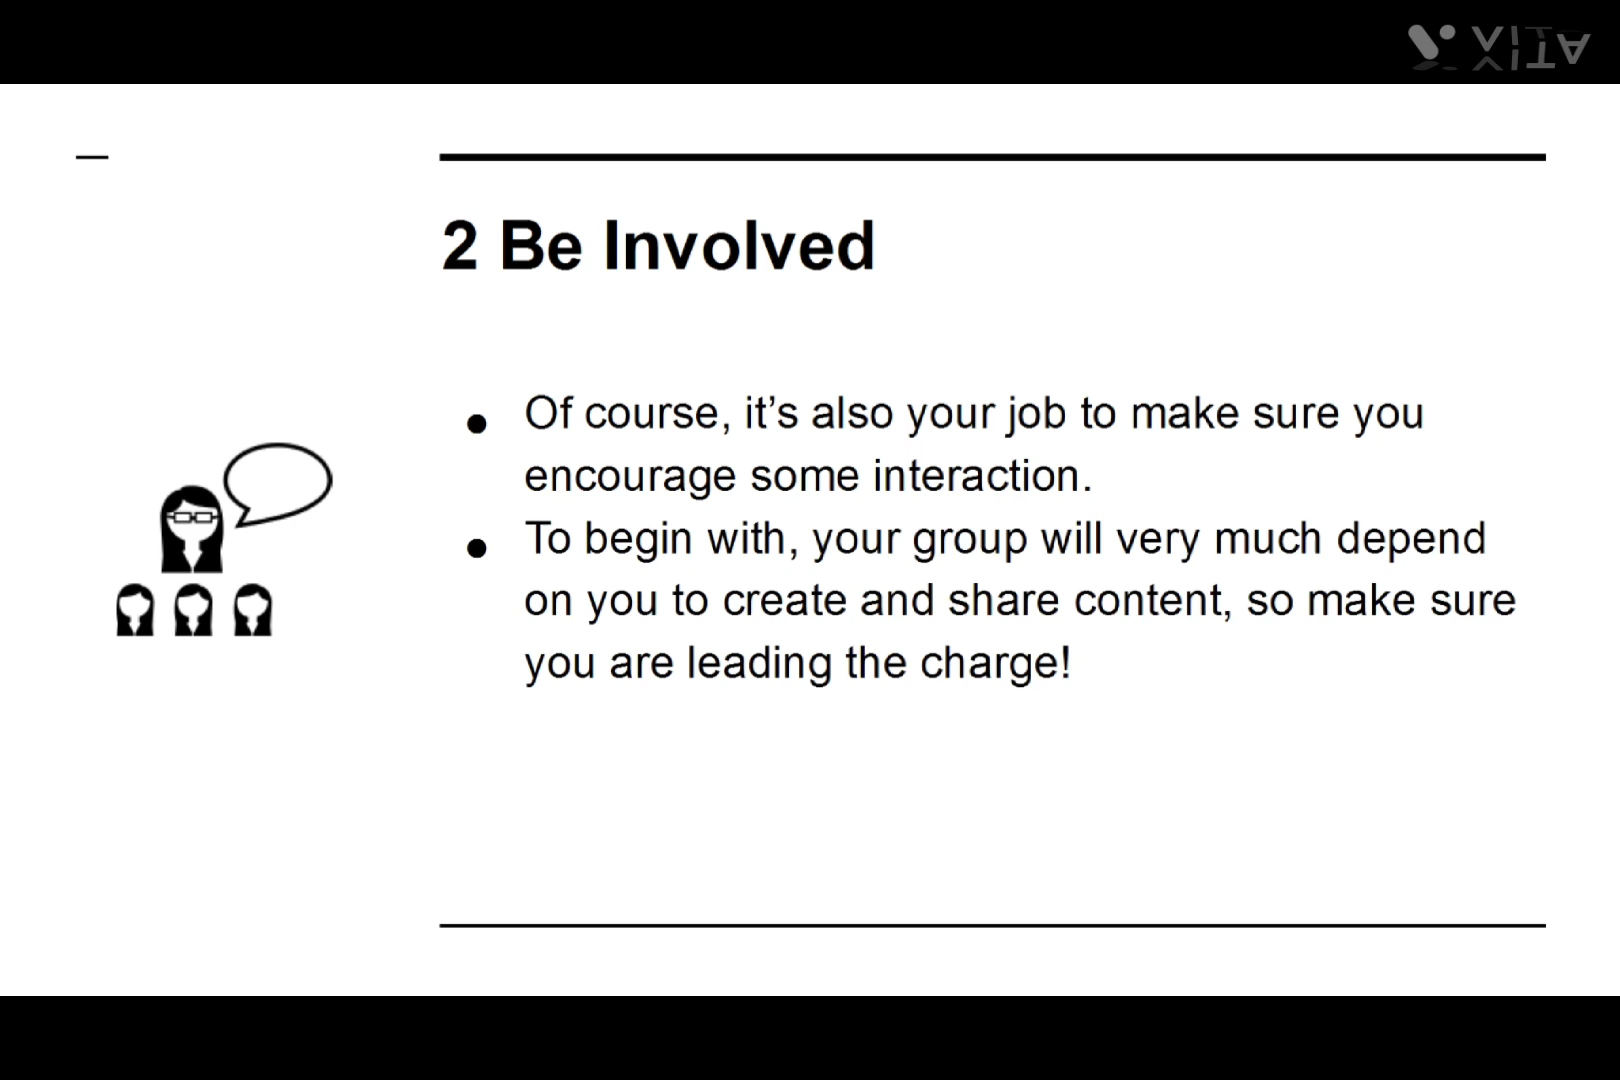 VITA
2 Be Involved
• Of course, it’s also your job to make sure you
encourage some interaction.
• To begin with, your group will very much depend
on you to create and share content, so make sure
you are leading the charge!